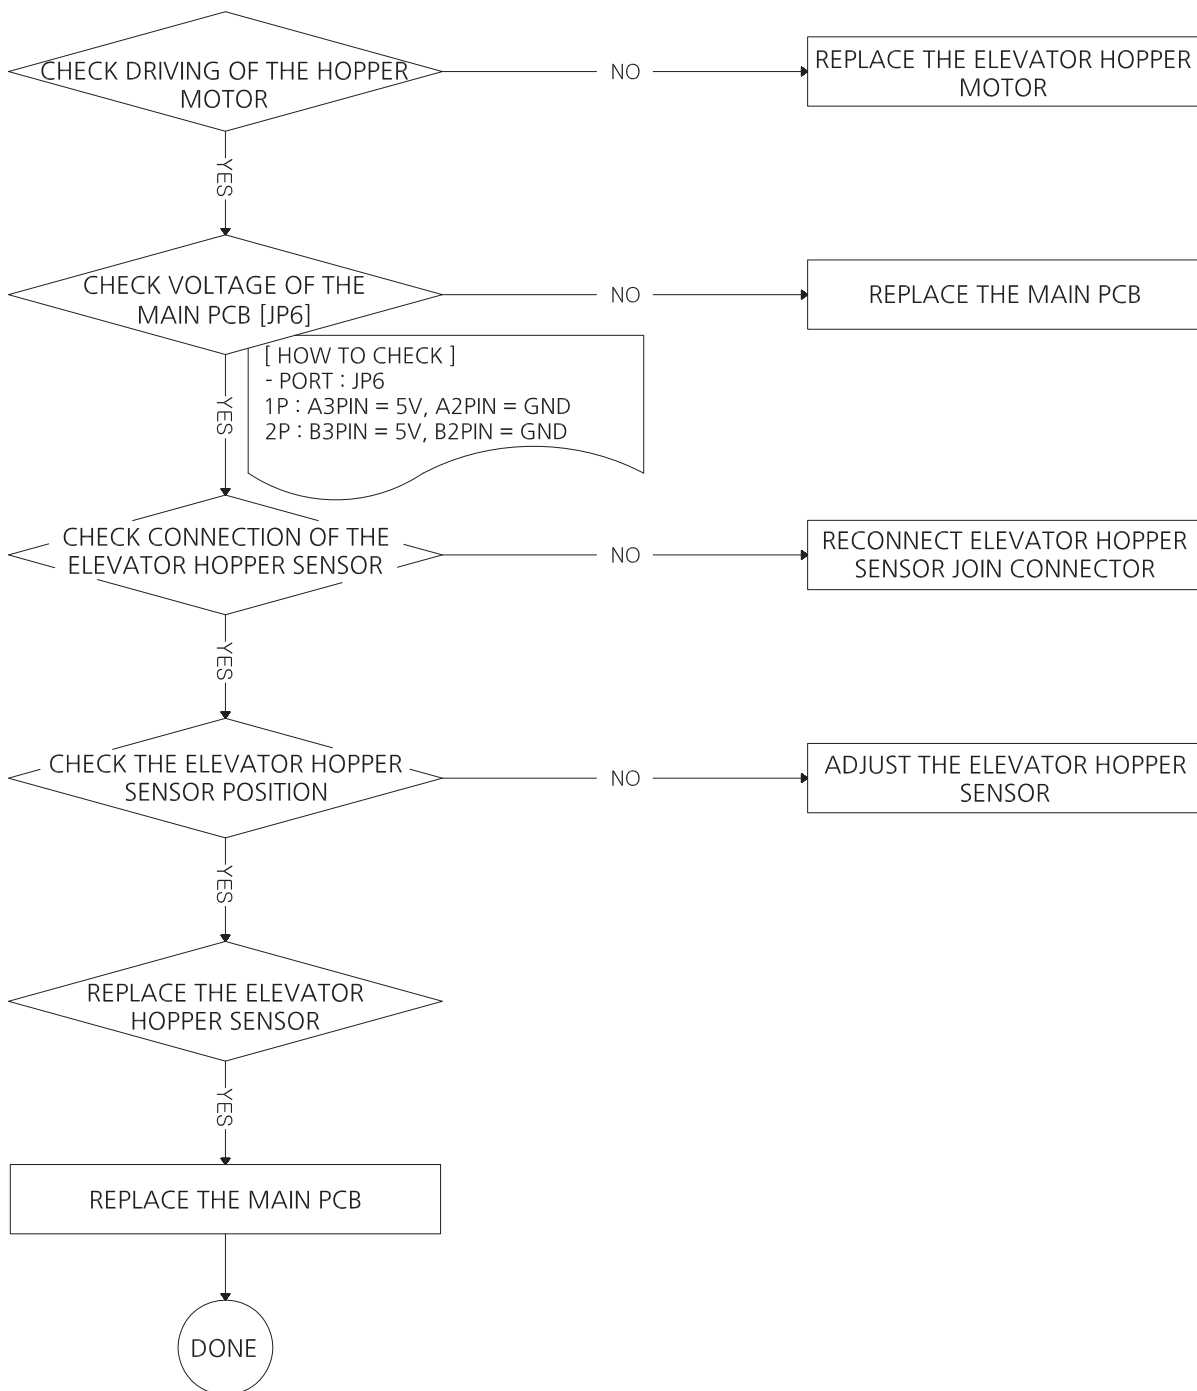 CHECK DRIVING OF THE HOPPER
MOTOR
NO
REPLACE THE ELEVATOR HOPPER
MOTOR
YES
CHECK VOLTAGE OF THE
MAIN PCB [JP6]
NO
REPLACE THE MAIN PCB
[ HOW TO CHECK ]
- PORT : JP6
1P : A3PIN = 5V, A2PIN = GND
2P : B3PIN = 5V, B2PIN = GND
YES
CHECK CONNECTION OF THE
ELEVATOR HOPPER SENSOR
NO
RECONNECT ELEVATOR HOPPER
SENSOR JOIN CONNECTOR
YES
CHECK THE ELEVATOR HOPPER
SENSOR POSITION
NO
ADJUST THE ELEVATOR HOPPER
SENSOR
YES
REPLACE THE ELEVATOR
HOPPER SENSOR
YES
REPLACE THE MAIN PCB
DONE